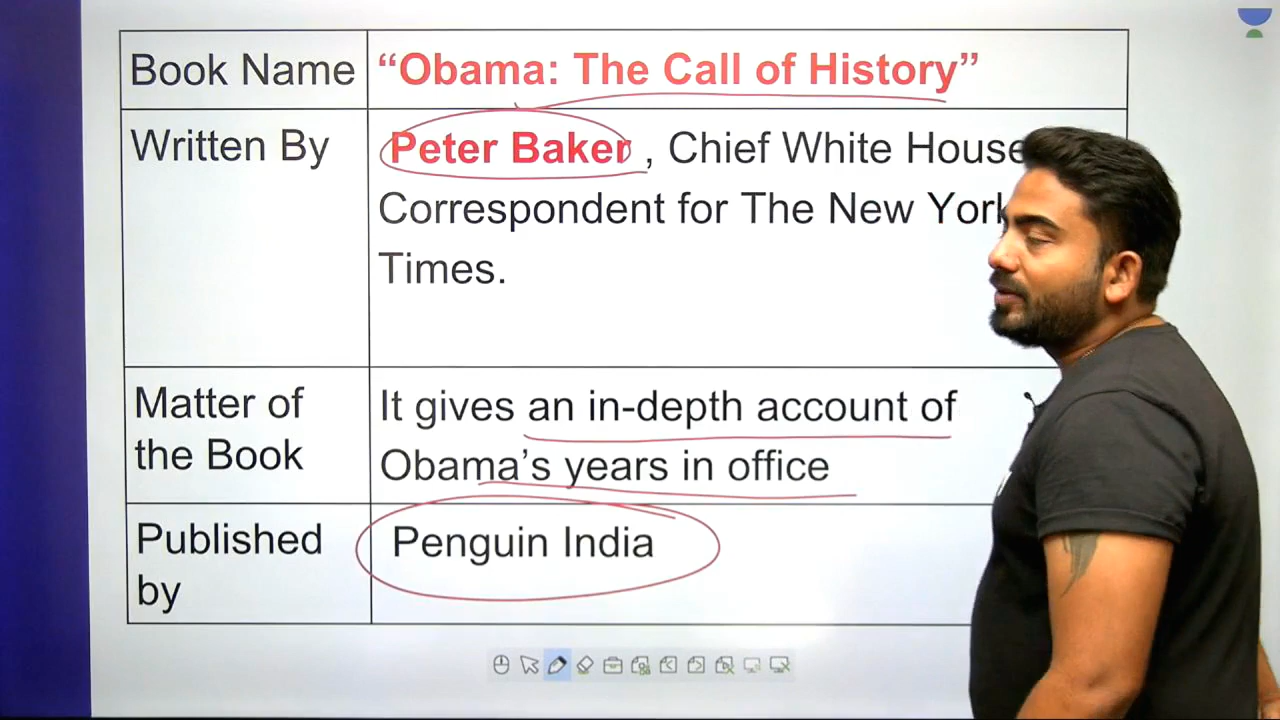 Book Name
“Obama: The Call of History”
Written By
Peter Baker , Chief White House
Correspondent for The New York
Times.
Matter of
the Book
It gives an in-depth account of
Obama’s years in office
Published
by
Penguin India